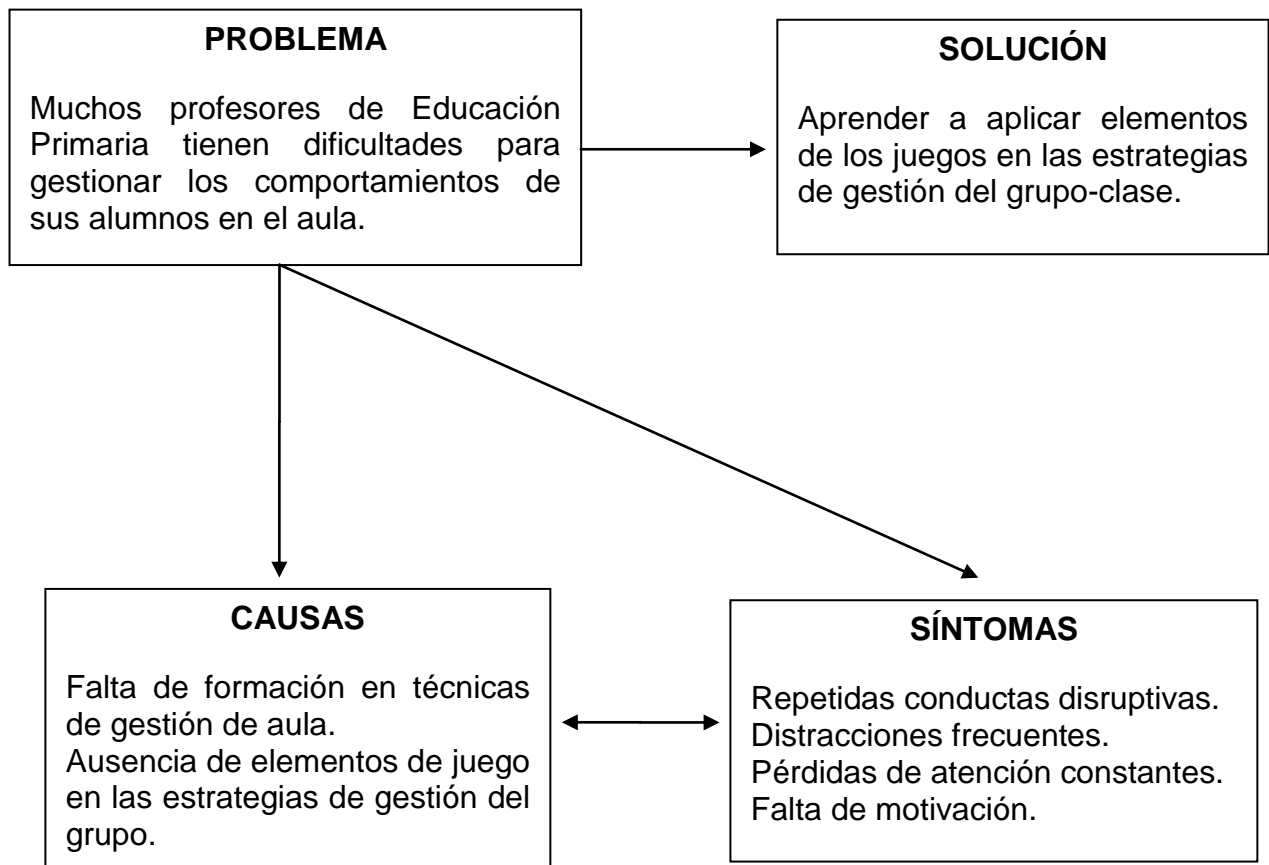 PROBLEMA
Muchos profesores de Educación
Primaria tienen dificultades para
gestionar los comportamientos de
sus alumnos en el aula.
SOLUCIÓN
Aprender a aplicar elementos
de los juegos en las estrategias
de gestión del grupo-clase.
CAUSAS
Falta de formación en técnicas
de gestión de aula.
Ausencia de elementos de juego
en las estrategias de gestión del
grupo.
SÍNTOMAS
Repetidas conductas disruptivas.
Distracciones frecuentes.
Pérdidas de atención constantes.
Falta de motivación.